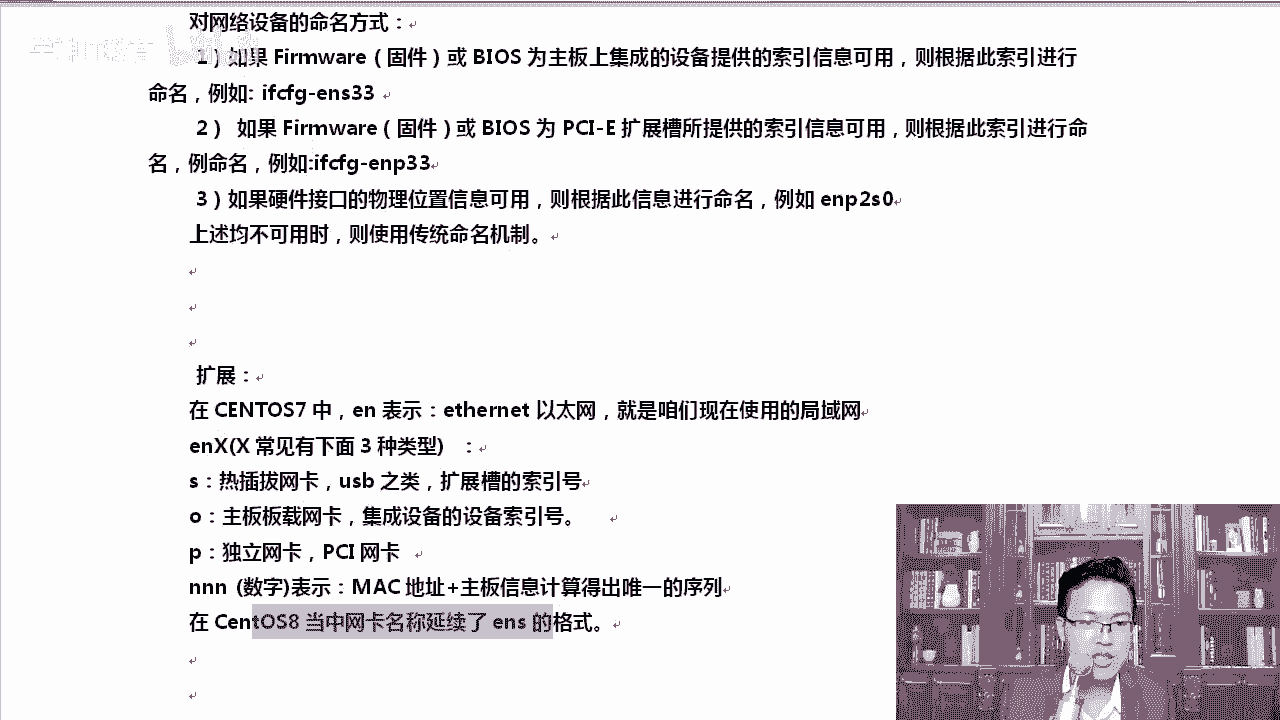 对网络设备的命名方式：
1）如果 Firmware（固件）或 BIOS 为主板上集成的设备提供的索引信息可用，则根据此索引进行
命名，例如: ifcfg-ens33
2） 如果 Firmware（固件）或 BIOS 为 PCI-E 扩展槽所提供的索引信息可用，则根据此索引进行命
名，例命名，例如:ifcfg-enp33
3）如果硬件接口的物理位置信息可用，则根据此信息进行命名，例如 enp2s0
上述均不可用时，则使用传统命名机制。
扩展：
在 CENTOS7 中，en 表示：ethernet 以太网，就是咱们现在使用的局域网
enX(X 常见有下面 3 种类型) ：
s：热插拔网卡，usb 之类，扩展槽的索引号
o：主板板载网卡，集成设备的设备索引号。
p：独立网卡，PCI 网卡
nnn (数字)表示：MAC 地址+主板信息计算得出唯一的序列
在 CentOS8 当中网卡名称延续了 ens 的格式。